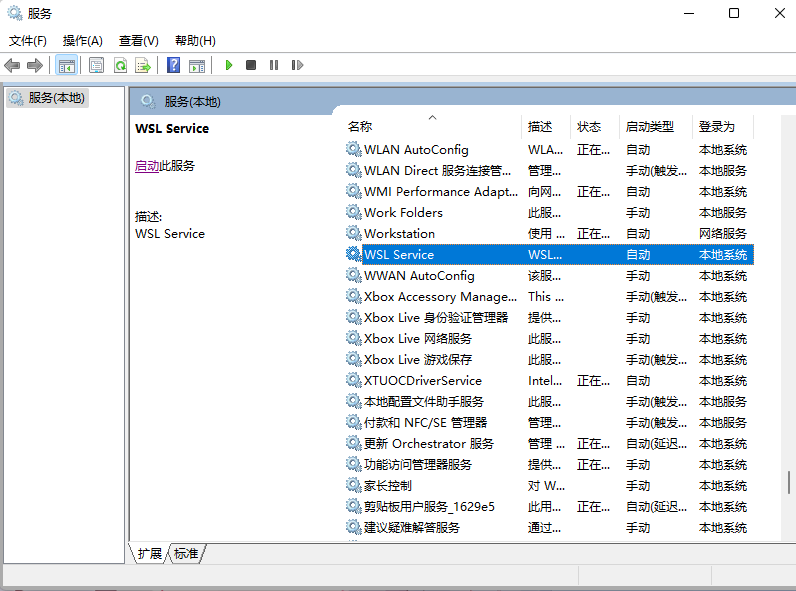 服务
文件(F) 操作(A) 查看(V) 帮助(H)
服务(本地)
服务(本地)
WSL Service
启动此服务
描述:
WSL Service
名称 描述 状态 启动类型 登录为
WLAN AutoConfig WLA... 正在... 自动 本地系统
WLAN Direct 服务连接管... 管理... 手动(触发... 本地服务
WMI Performance Adapt... 向网... 正在... 自动 本地系统
Work Folders 此服... 手动 本地服务
Workstation 使用 ... 正在... 自动 网络服务
WSL Service WSL... 自动 本地系统
WWAN AutoConfig 该服... 手动 本地系统
Xbox Accessory Manage... This ... 手动(触发... 本地系统
Xbox Live 身份验证管理器 提供... 手动 本地系统
Xbox Live 网络服务 此服... 手动 本地系统
Xbox Live 游戏保存 此服... 手动(触发... 本地系统
XTUOCDriverService Intel... 正在... 自动 本地系统
本地配置文件助手服务 此服... 手动(触发... 本地服务
付款和 NFC/SE 管理器 管理... 手动(触发... 本地服务
更新 Orchestrator 服务 管理 ... 正在... 自动(延迟... 本地系统
功能访问管理器服务 提供... 正在... 手动 本地系统
家长控制 对 W... 手动 本地系统
剪贴板用户服务_1629e5 此用... 正在... 自动(延迟... 本地系统
建议疑难解答服务 通过... 手动 本地系统
扩展 标准